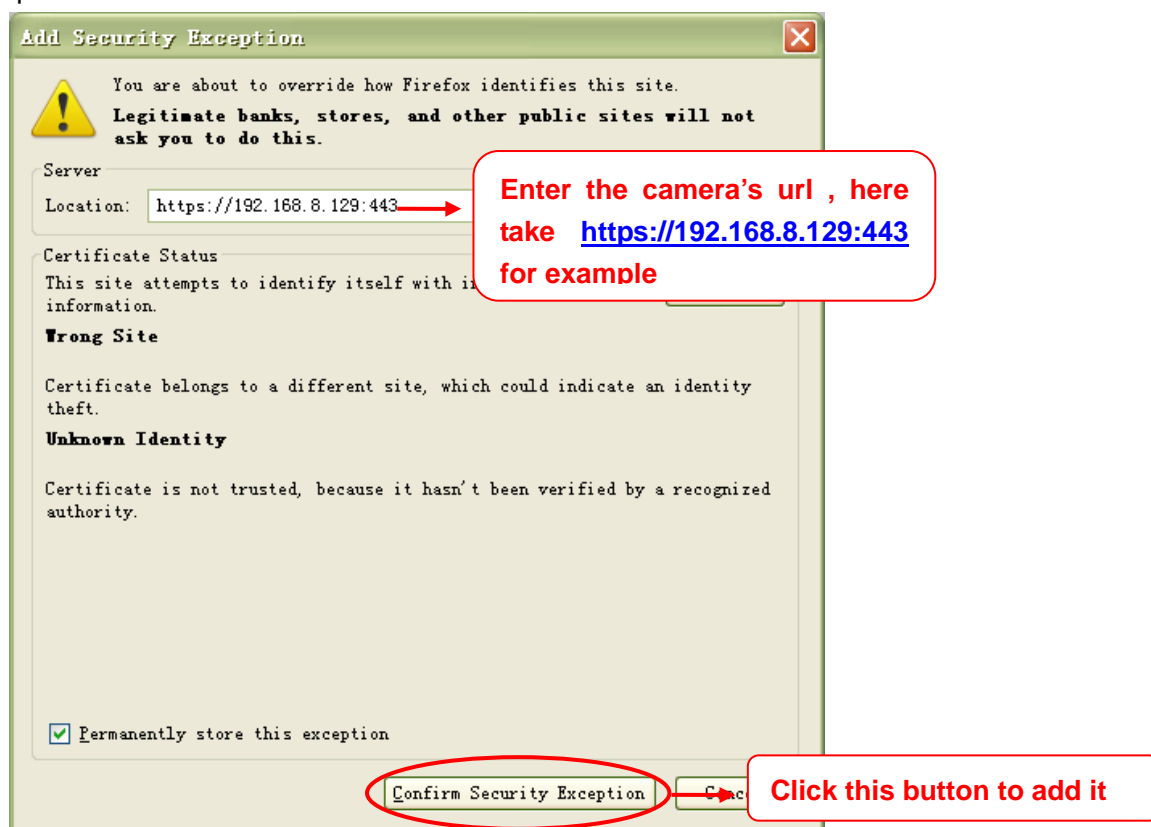 Add Security Exception
You are about to override how Firefox identifies this site.
Legitimate banks, stores, and other public sites will not
ask you to do this.
Server
Location: https://192.168.8.129:443
Enter the camera's url , here
take https://192.168.8.129:443
for example
Certificate Status
This site attempts to identify itself with
information.
Wrong Site
Certificate belongs to a different site, which could indicate an identity
theft.
Unknown Identity
Certificate is not trusted, because it hasn't been verified by a recognized
authority.
Permanently store this exception
Confirm Security Exception
Click this button to add it